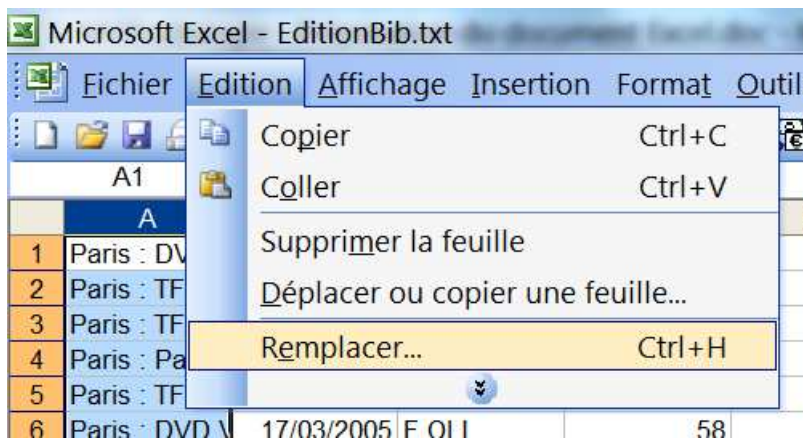 Microsoft Excel - EditionBib.txt
Fichier Edition Affichage Insertion Format Outil
Copier Ctrl+C
A1
Coller Ctrl+V
A
Supprimer la feuille
1 Paris : DV
2 Paris : TF
Déplacer ou copier une feuille...
3 Paris : TF
Remplacer... Ctrl+H
4 Paris : Pa
5 Paris : TF
6 Paris : DVD V 17/03/2005 58